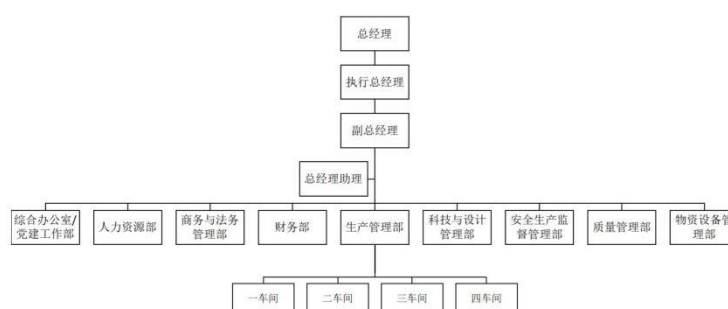 总经理
执行总经理
副总经理
总经理助理
综合办公室/
党建工作部
人力资源部
商务与法务
管理部
财务部
生产管理部
科技与设计
管理部
安全生产监
督管理部
质量管理部
物资设备管
理部
一车间
二车间
三车间
四车间